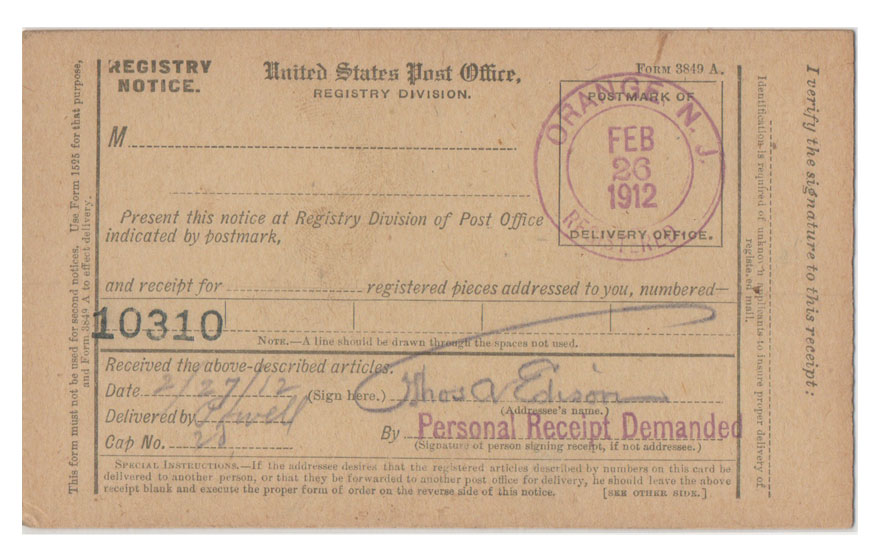 This form must not be used for second notices. Use Form 1525 for that purpose,
and Form 3849 A to effect delivery.
REGISTRY
NOTICE.
United States Post Office,
REGISTRY DIVISION.
FORM 3849 A.
POSTMARK OF
DELIVERY OFFICE.
ORANGE, N. J.
FEB
26
1912
REGISTERED
M
Present this notice at Registry Division of Post Office
indicated by postmark,
and receipt for registered pieces addressed to you, numbered—
10310
NOTE.—A line should be drawn through the spaces not used.
Received the above-described articles:
Date 2/27/12 (Sign here.) Thos A Edison
(Addressee's name.)
Delivered by
By Personal Receipt Demanded
Cap No. 20
(Signature of person signing receipt, if not addressee.)
SPECIAL INSTRUCTIONS.—If the addressee desires that the registered articles described by numbers on this card be
delivered to another person, or that they be forwarded to another post office for delivery, he should leave the above
receipt blank and execute the proper form of order on the reverse side of this notice. [SEE OTHER SIDE.]
Identification is required of unknown applicants to insure proper delivery of
registered mail.
I verify the signature to this receipt: